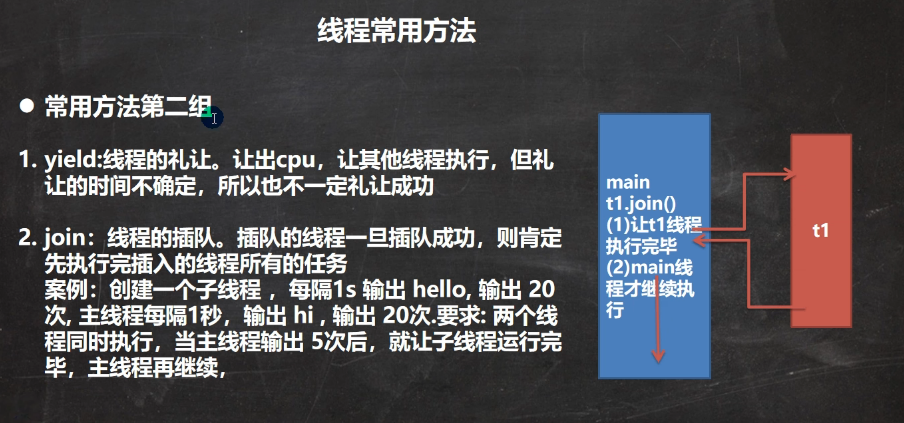 线程常用方法
● 常用方法第二组
1. yield:线程的礼让。让出cpu，让其他线程执行，但礼
让的时间不确定，所以也不一定礼让成功
2. join：线程的插队。插队的线程一旦插队成功，则肯定
先执行完插入的线程所有的任务
案例：创建一个子线程 ，每隔1s 输出 hello, 输出 20
次, 主线程每隔1秒，输出 hi , 输出 20次.要求: 两个线
程同时执行，当主线程输出 5次后，就让子线程运行完
毕，主线程再继续，
main
t1.join()
(1)让t1线程
执行完毕
(2)main线
程才继续执
行
t1